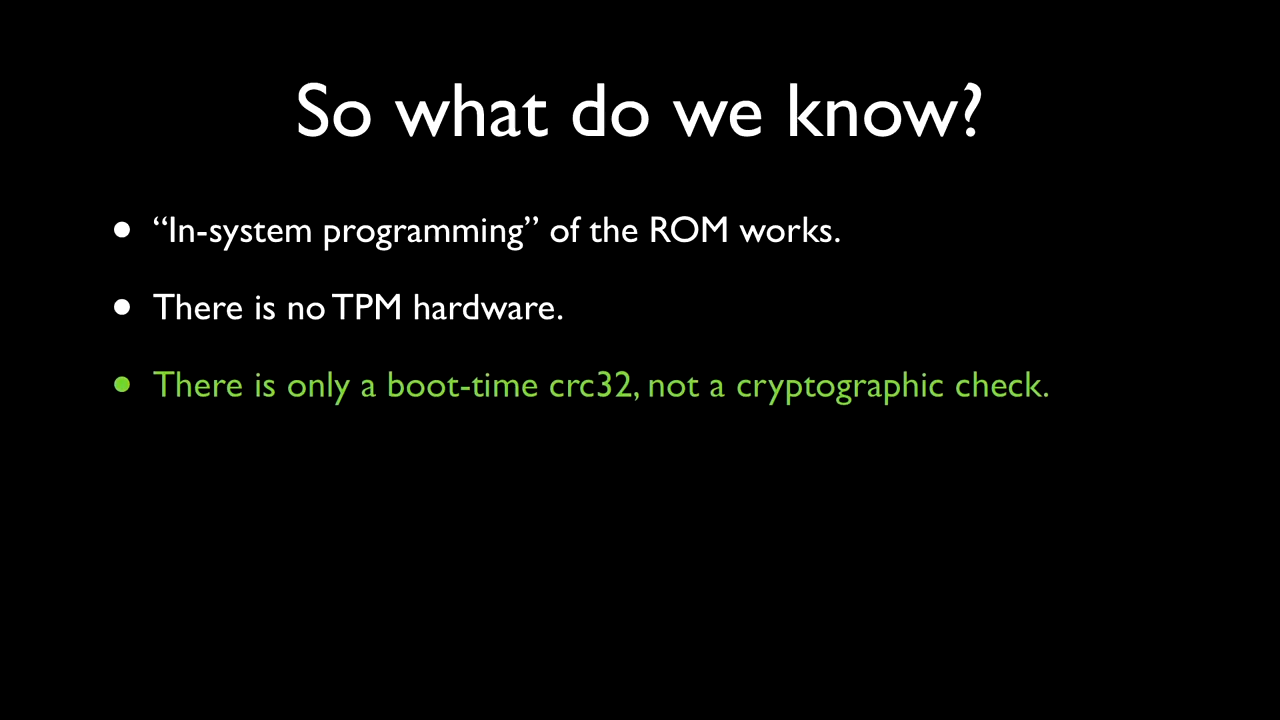 So what do we know?
• “In-system programming” of the ROM works.
• There is no TPM hardware.
• There is only a boot-time crc32, not a cryptographic check.